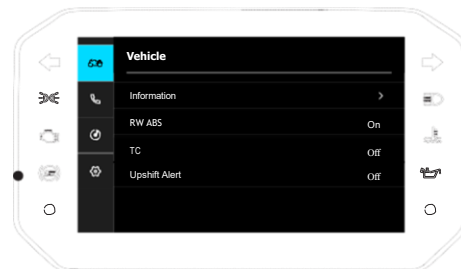 Vehicle
Information
RW ABS On
TC Off
Upshift Alert Off